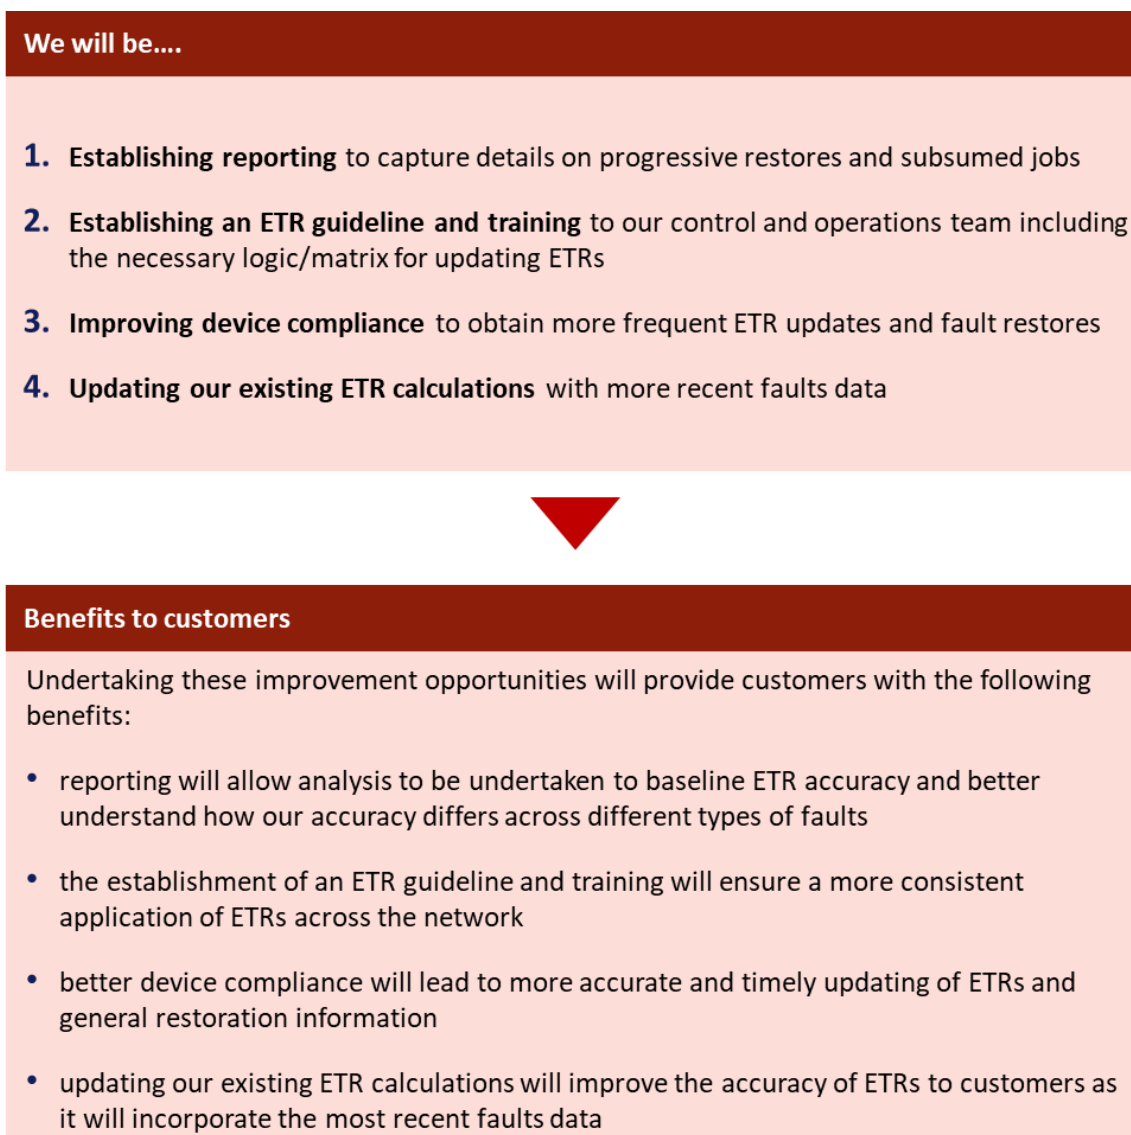 We will be....
1. Establishing reporting to capture details on progressive restores and subsumed jobs
2. Establishing an ETR guideline and training to our control and operations team including
the necessary logic/matrix for updating ETRs
3. Improving device compliance to obtain more frequent ETR updates and fault restores
4. Updating our existing ETR calculations with more recent faults data
Benefits to customers
Undertaking these improvement opportunities will provide customers with the following
benefits:
• reporting will allow analysis to be undertaken to baseline ETR accuracy and better
understand how our accuracy differs across different types of faults
• the establishment of an ETR guideline and training will ensure a more consistent
application of ETRs across the network
• better device compliance will lead to more accurate and timely updating of ETRs and
general restoration information
• updating our existing ETR calculations will improve the accuracy of ETRs to customers as
it will incorporate the most recent faults data